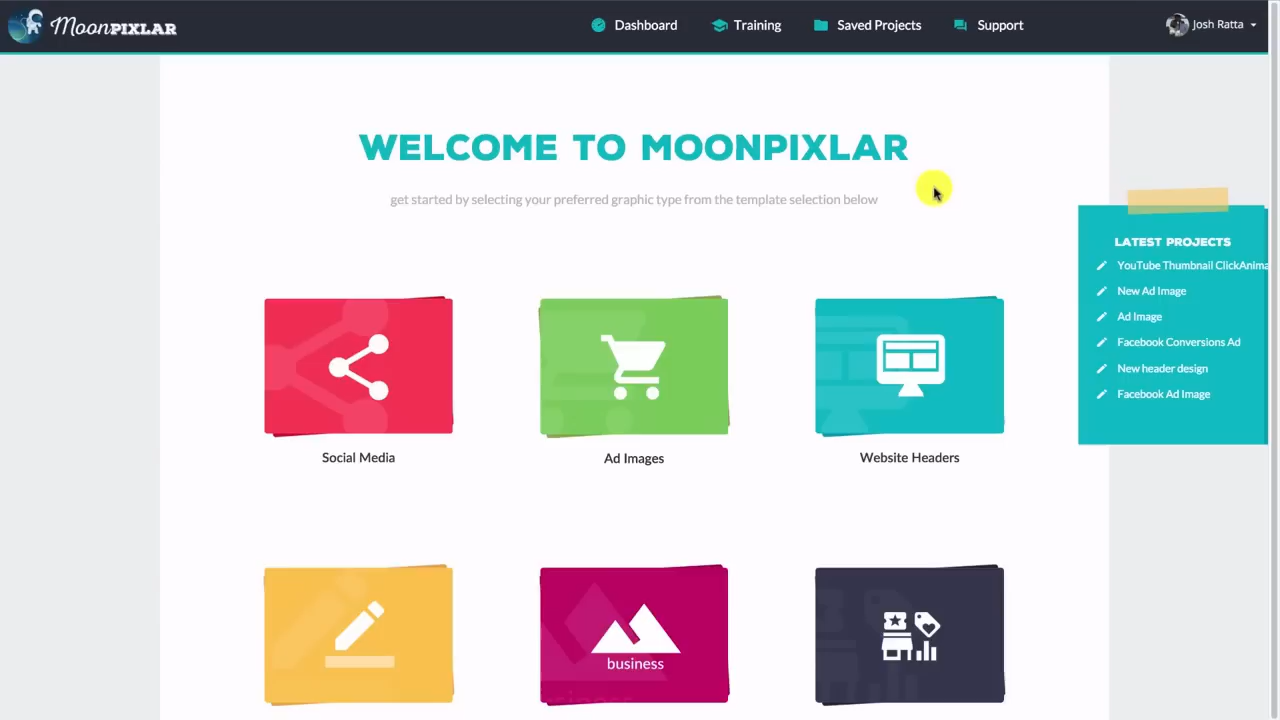 MoonPIXLAR
Dashboard
Training
Saved Projects
Support
Josh Ratta
WELCOME TO MOONPIXLAR
get started by selecting your preferred graphic type from the template selection below
LATEST PROJECTS
YouTube Thumbnail ClickAnima
New Ad Image
Ad Image
Facebook Conversions Ad
New header design
Facebook Ad Image
Social Media
Ad Images
Website Headers
business